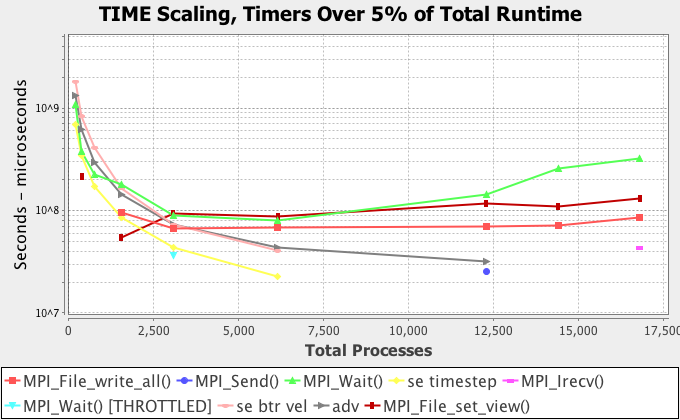 TIME Scaling, Timers Over 5% of Total Runtime
Seconds - microseconds
10^9
10^8
10^7
0 2,500 5,000 7,500 10,000 12,500 15,000 17,500
Total Processes
MPI_File_write_all() MPI_Send() MPI_Wait() se timestep MPI_Irecv()
MPI_Wait() [THROTTLED] se btr vel adv MPI_File_set_view()